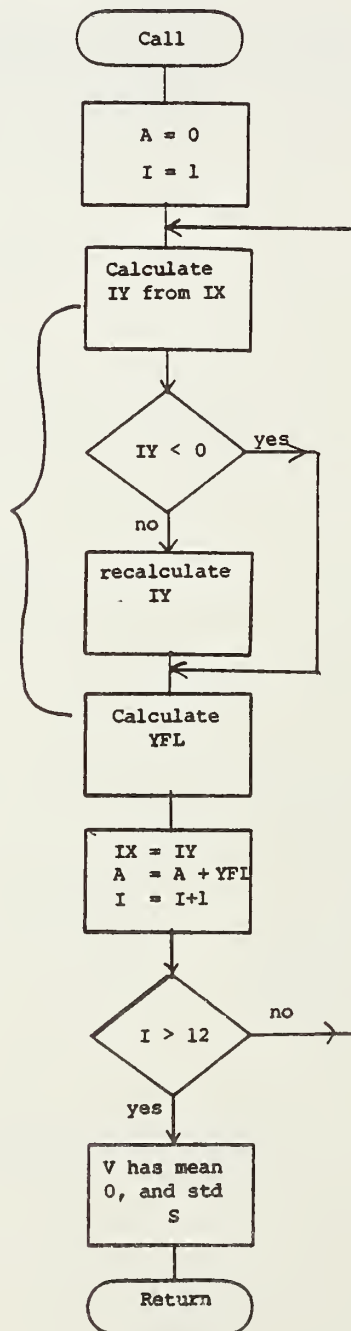 Call
A = 0
I = 1
Calculate
IY from IX
IY < 0
yes
no
recalculate
IY
Calculate
YFL
IX = IY
A = A + YFL
I = I+1
I > 12
no
yes
V has mean
0, and std
S
Return